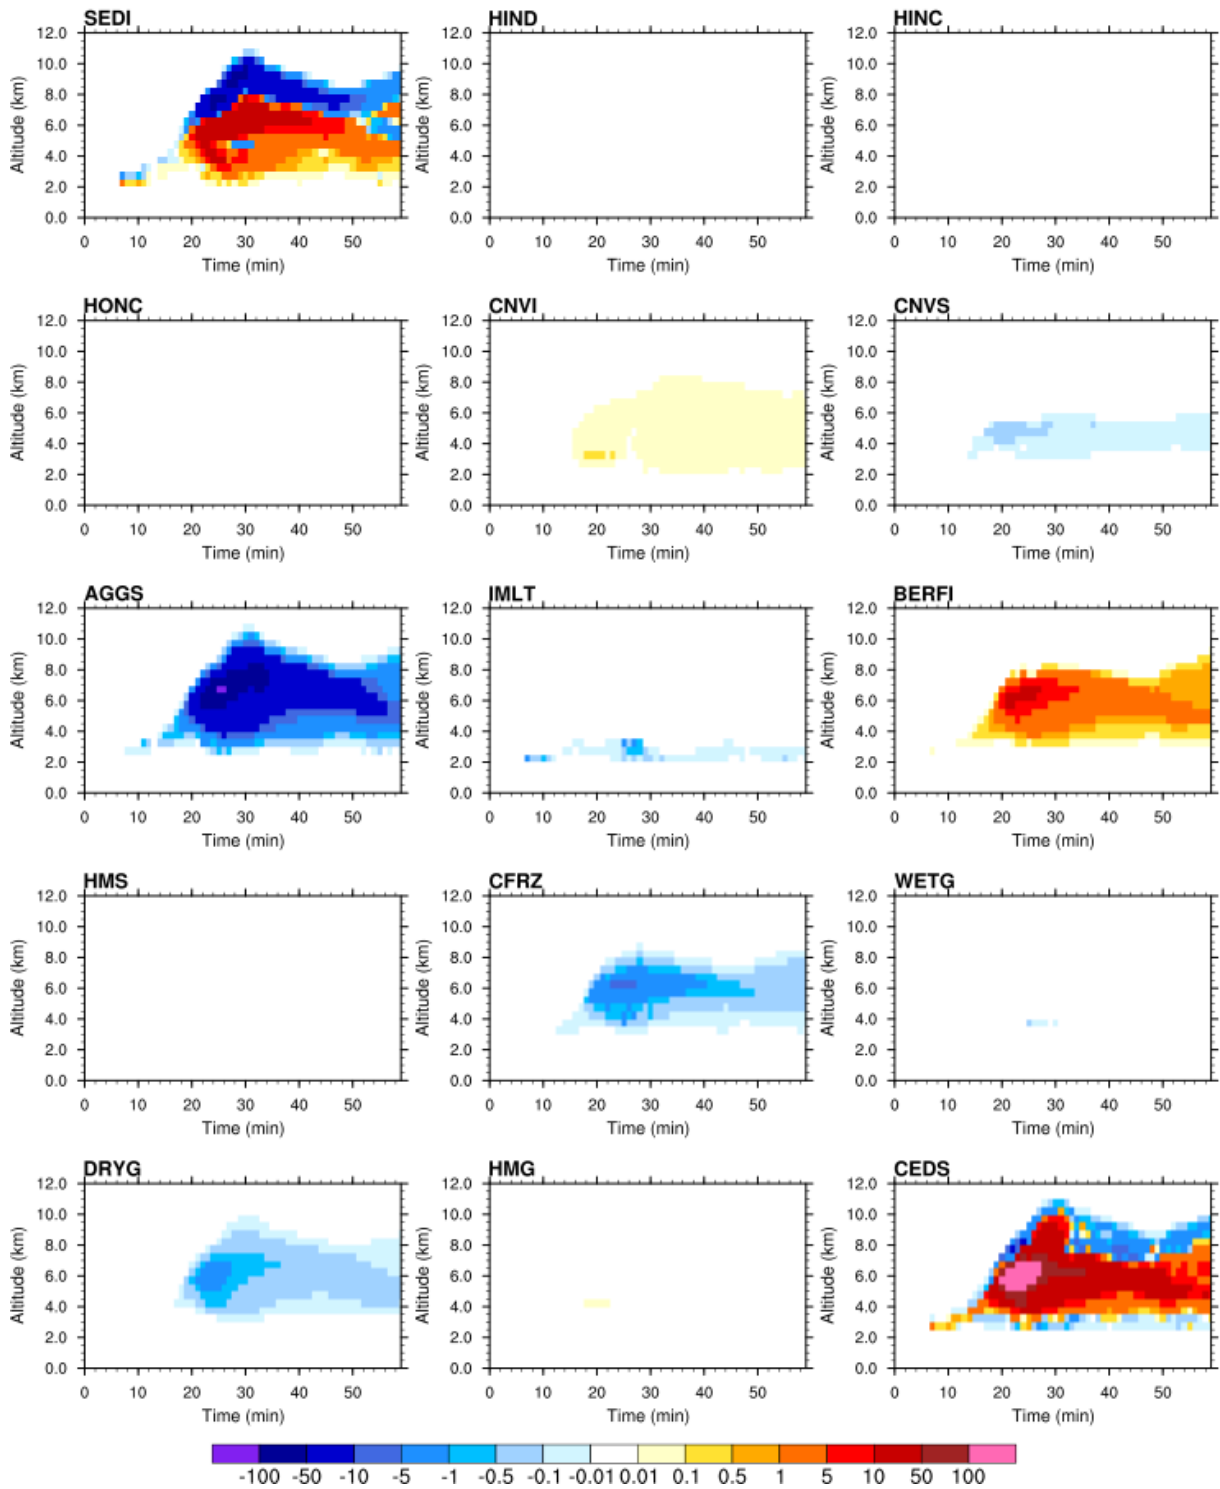 SEDI HIND HINC
12.0 12.0 12.0
10.0 10.0 10.0
8.0 8.0 8.0
6.0 6.0 6.0
4.0 4.0 4.0
2.0 2.0 2.0
0.0 0.0 0.0
Altitude (km) Altitude (km) Altitude (km)
0 10 20 30 40 50 0 10 20 30 40 50 0 10 20 30 40 50
Time (min) Time (min) Time (min)
HONC CNVI CNVS
12.0 12.0 12.0
10.0 10.0 10.0
8.0 8.0 8.0
6.0 6.0 6.0
4.0 4.0 4.0
2.0 2.0 2.0
0.0 0.0 0.0
Altitude (km) Altitude (km) Altitude (km)
0 10 20 30 40 50 0 10 20 30 40 50 0 10 20 30 40 50
Time (min) Time (min) Time (min)
AGGS IMLT BERFI
12.0 12.0 12.0
10.0 10.0 10.0
8.0 8.0 8.0
6.0 6.0 6.0
4.0 4.0 4.0
2.0 2.0 2.0
0.0 0.0 0.0
Altitude (km) Altitude (km) Altitude (km)
0 10 20 30 40 50 0 10 20 30 40 50 0 10 20 30 40 50
Time (min) Time (min) Time (min)
HMS CFRZ WETG
12.0 12.0 12.0
10.0 10.0 10.0
8.0 8.0 8.0
6.0 6.0 6.0
4.0 4.0 4.0
2.0 2.0 2.0
0.0 0.0 0.0
Altitude (km) Altitude (km) Altitude (km)
0 10 20 30 40 50 0 10 20 30 40 50 0 10 20 30 40 50
Time (min) Time (min) Time (min)
DRYG HMG CEDS
12.0 12.0 12.0
10.0 10.0 10.0
8.0 8.0 8.0
6.0 6.0 6.0
4.0 4.0 4.0
2.0 2.0 2.0
0.0 0.0 0.0
Altitude (km) Altitude (km) Altitude (km)
0 10 20 30 40 50 0 10 20 30 40 50 0 10 20 30 40 50
Time (min) Time (min) Time (min)
-100 -50 -10 -5 -1 -0.5 -0.1 -0.01 0.01 0.1 0.5 1 5 10 50 100